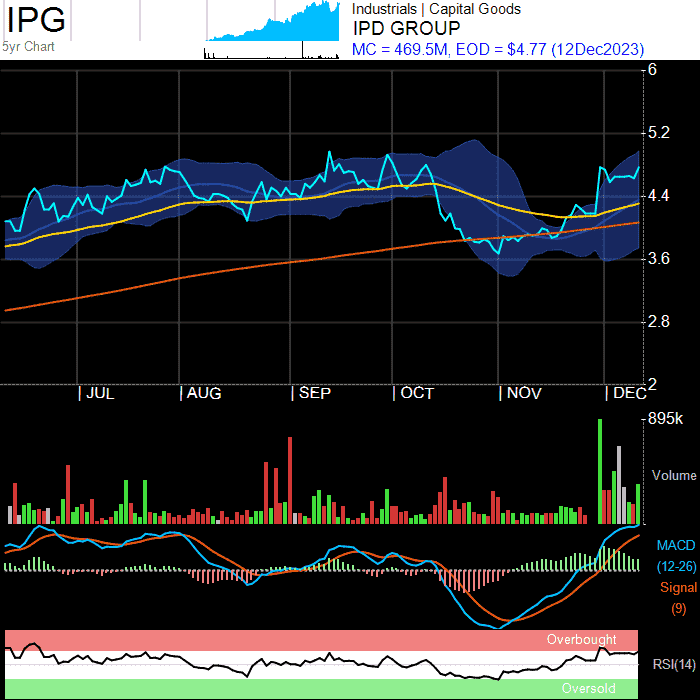 IPG
5yr Chart
Industrials | Capital Goods
IPD GROUP
MC = 469.5M, EOD = $4.77 (12Dec2023)
6
5.2
4.4
3.6
2.8
2
| JUL | AUG | SEP | OCT | NOV | DEC
895k
Volume
MACD
(12-26)
Signal
(9)
Overbought
RSI(14)
Oversold